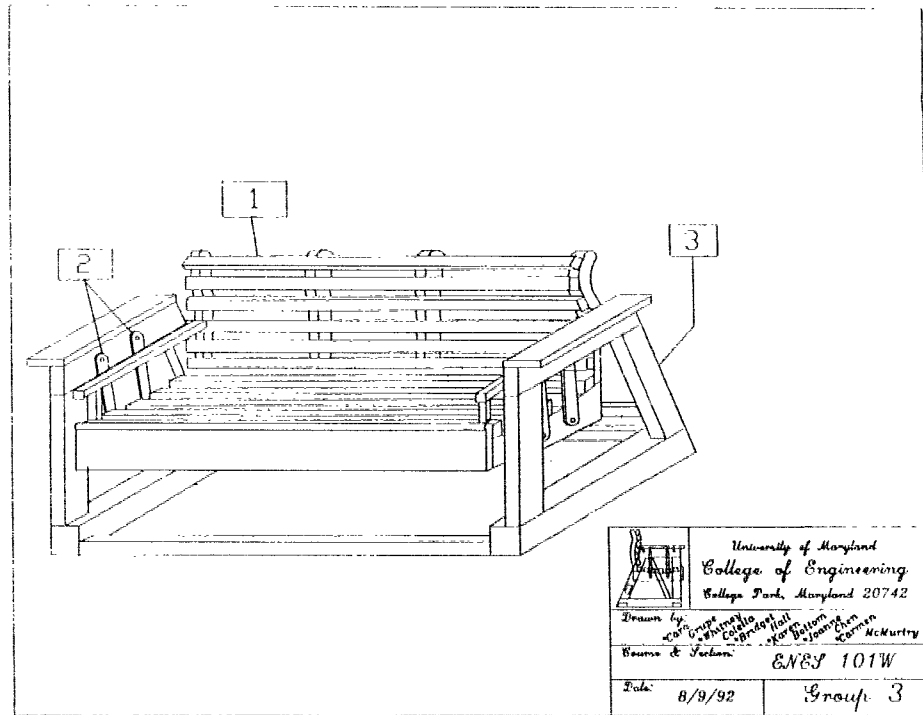 1
2
3
University of Maryland
College of Engineering
College Park, Maryland 20742
Drawn by:
•Cara Grupe •Whitney Colella •Bridget Hall •Karen Bottom •Joanne Chen •Carmen McMurtry
Course & Section:
ENES 101W
Date:
8/9/92
Group 3